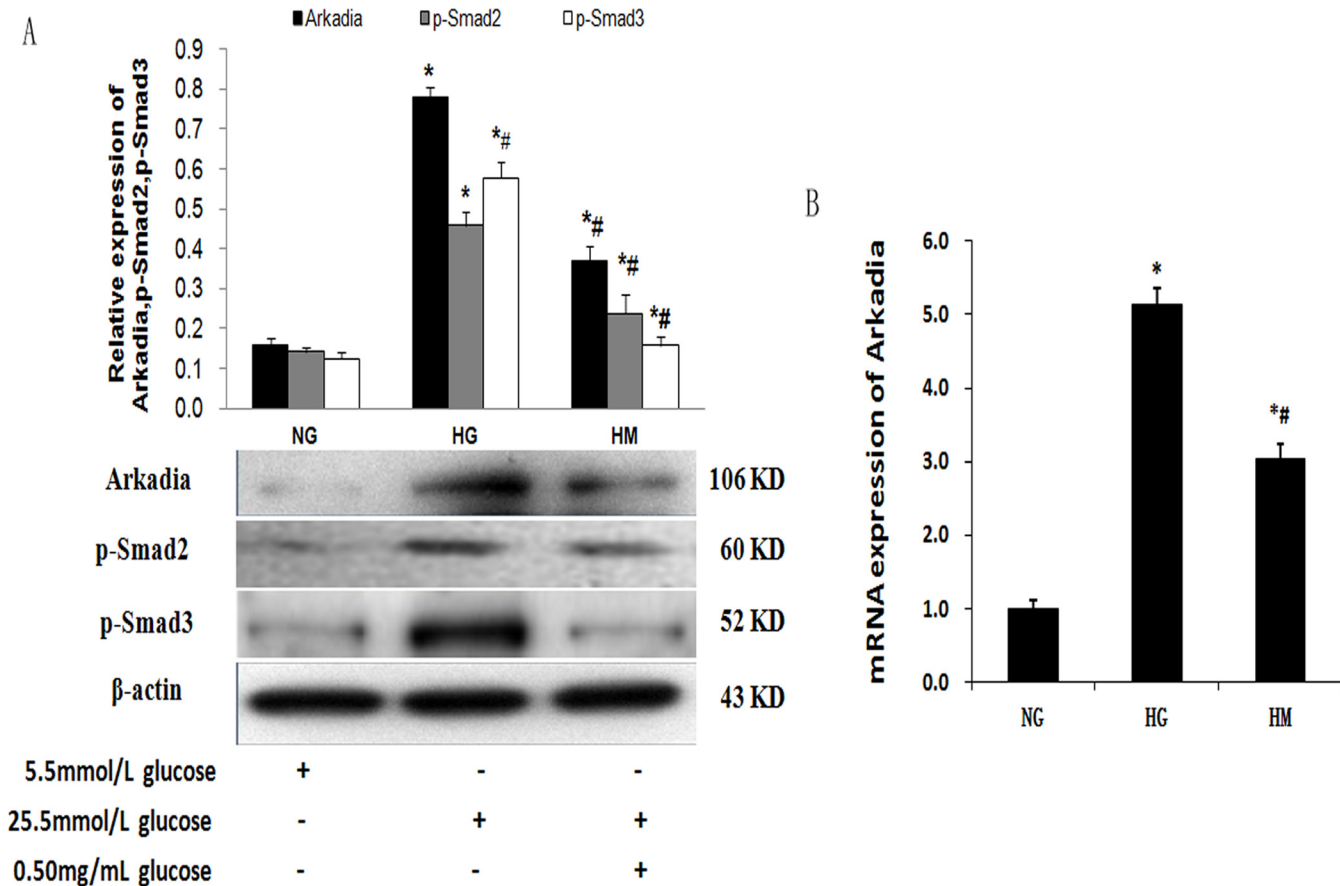 A
Arkadia p-Smad2 p-Smad3
Relative expression of
Arkadia,p-Smad2,p-Smad3
0.9
0.8
0.7
0.6
0.5
0.4
0.3
0.2
0.1
0.0
* * *#
*# *# *#
NG HG HM
Arkadia 106 KD
p-Smad2 60 KD
p-Smad3 52 KD
β-actin 43 KD
5.5mmol/L glucose + - -
25.5mmol/L glucose - + +
0.50mg/mL glucose - - +
B
mRNA expression of Arkadia
6.0
5.0
4.0
3.0
2.0
1.0
0.0
* *#
NG HG HM